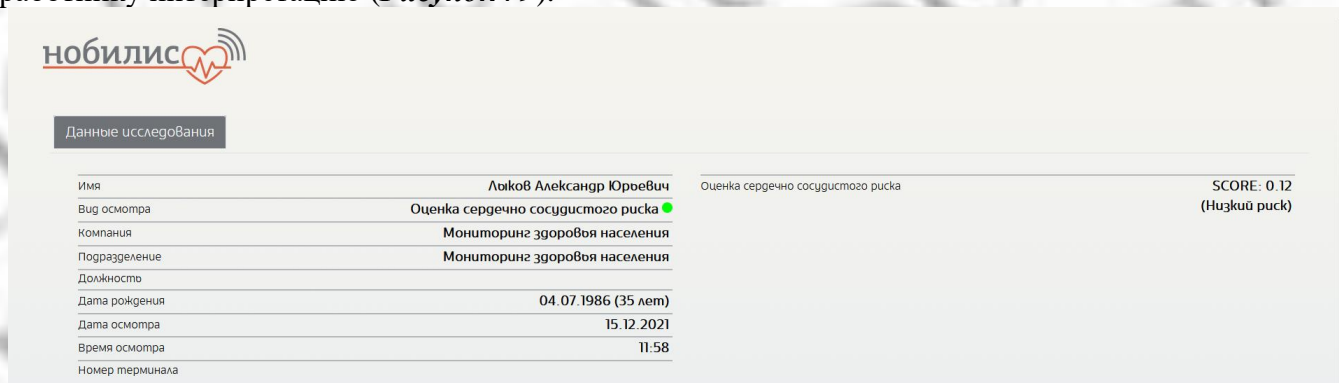 интерпретацию
нобилис
Данные исследования
Имя Лыков Александр Юрьевич
Вид осмотра Оценка сердечно сосудистого риска
Компания Мониторинг здоровья населения
Подразделение Мониторинг здоровья населения
Должность
Дата рождения 04.07.1986 (35 лет)
Дата осмотра 15.12.2021
Время осмотра 11:58
Номер терминала
Оценка сердечно сосудистого риска SCORE: 0.12
(Низкий риск)